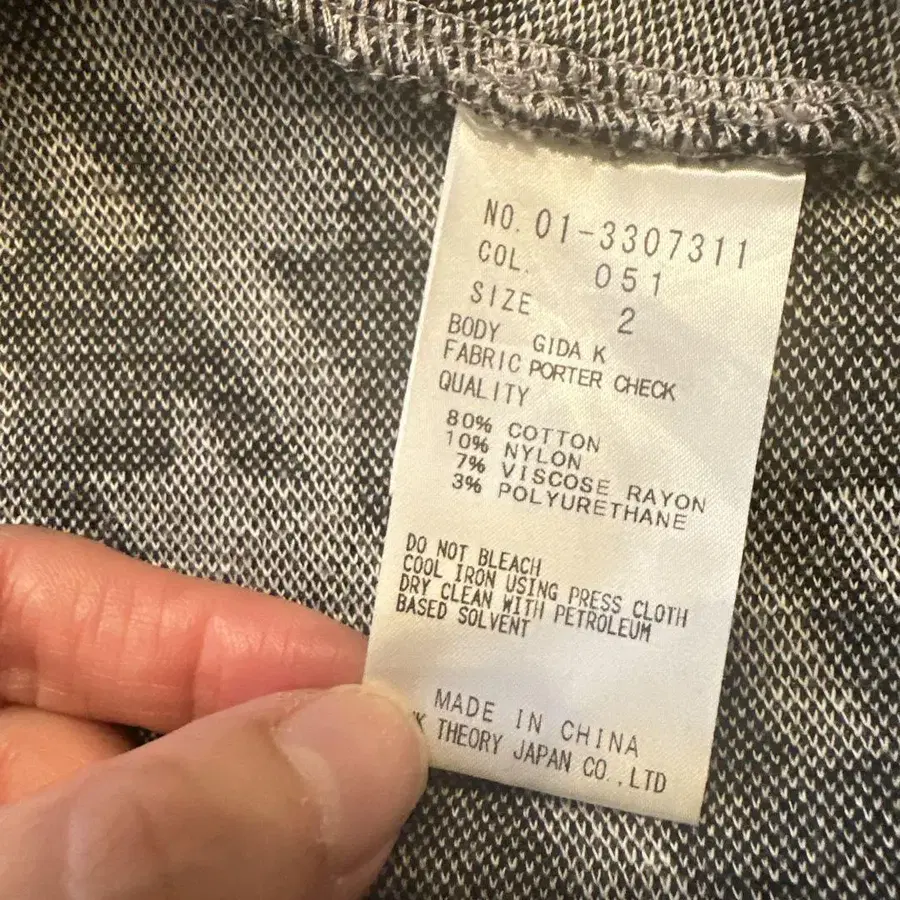 NO. 01-3307311
COL. 051
SIZE 2
BODY GIDA K
FABRIC PORTER CHECK
QUALITY
80% COTTON
10% NYLON
7% VISCOSE RAYON
3% POLYURETHANE
DO NOT BLEACH
COOL IRON USING PRESS CLOTH
DRY CLEAN WITH PETROLEUM
BASED SOLVENT
MADE IN CHINA
THEORY JAPAN CO.,LTD